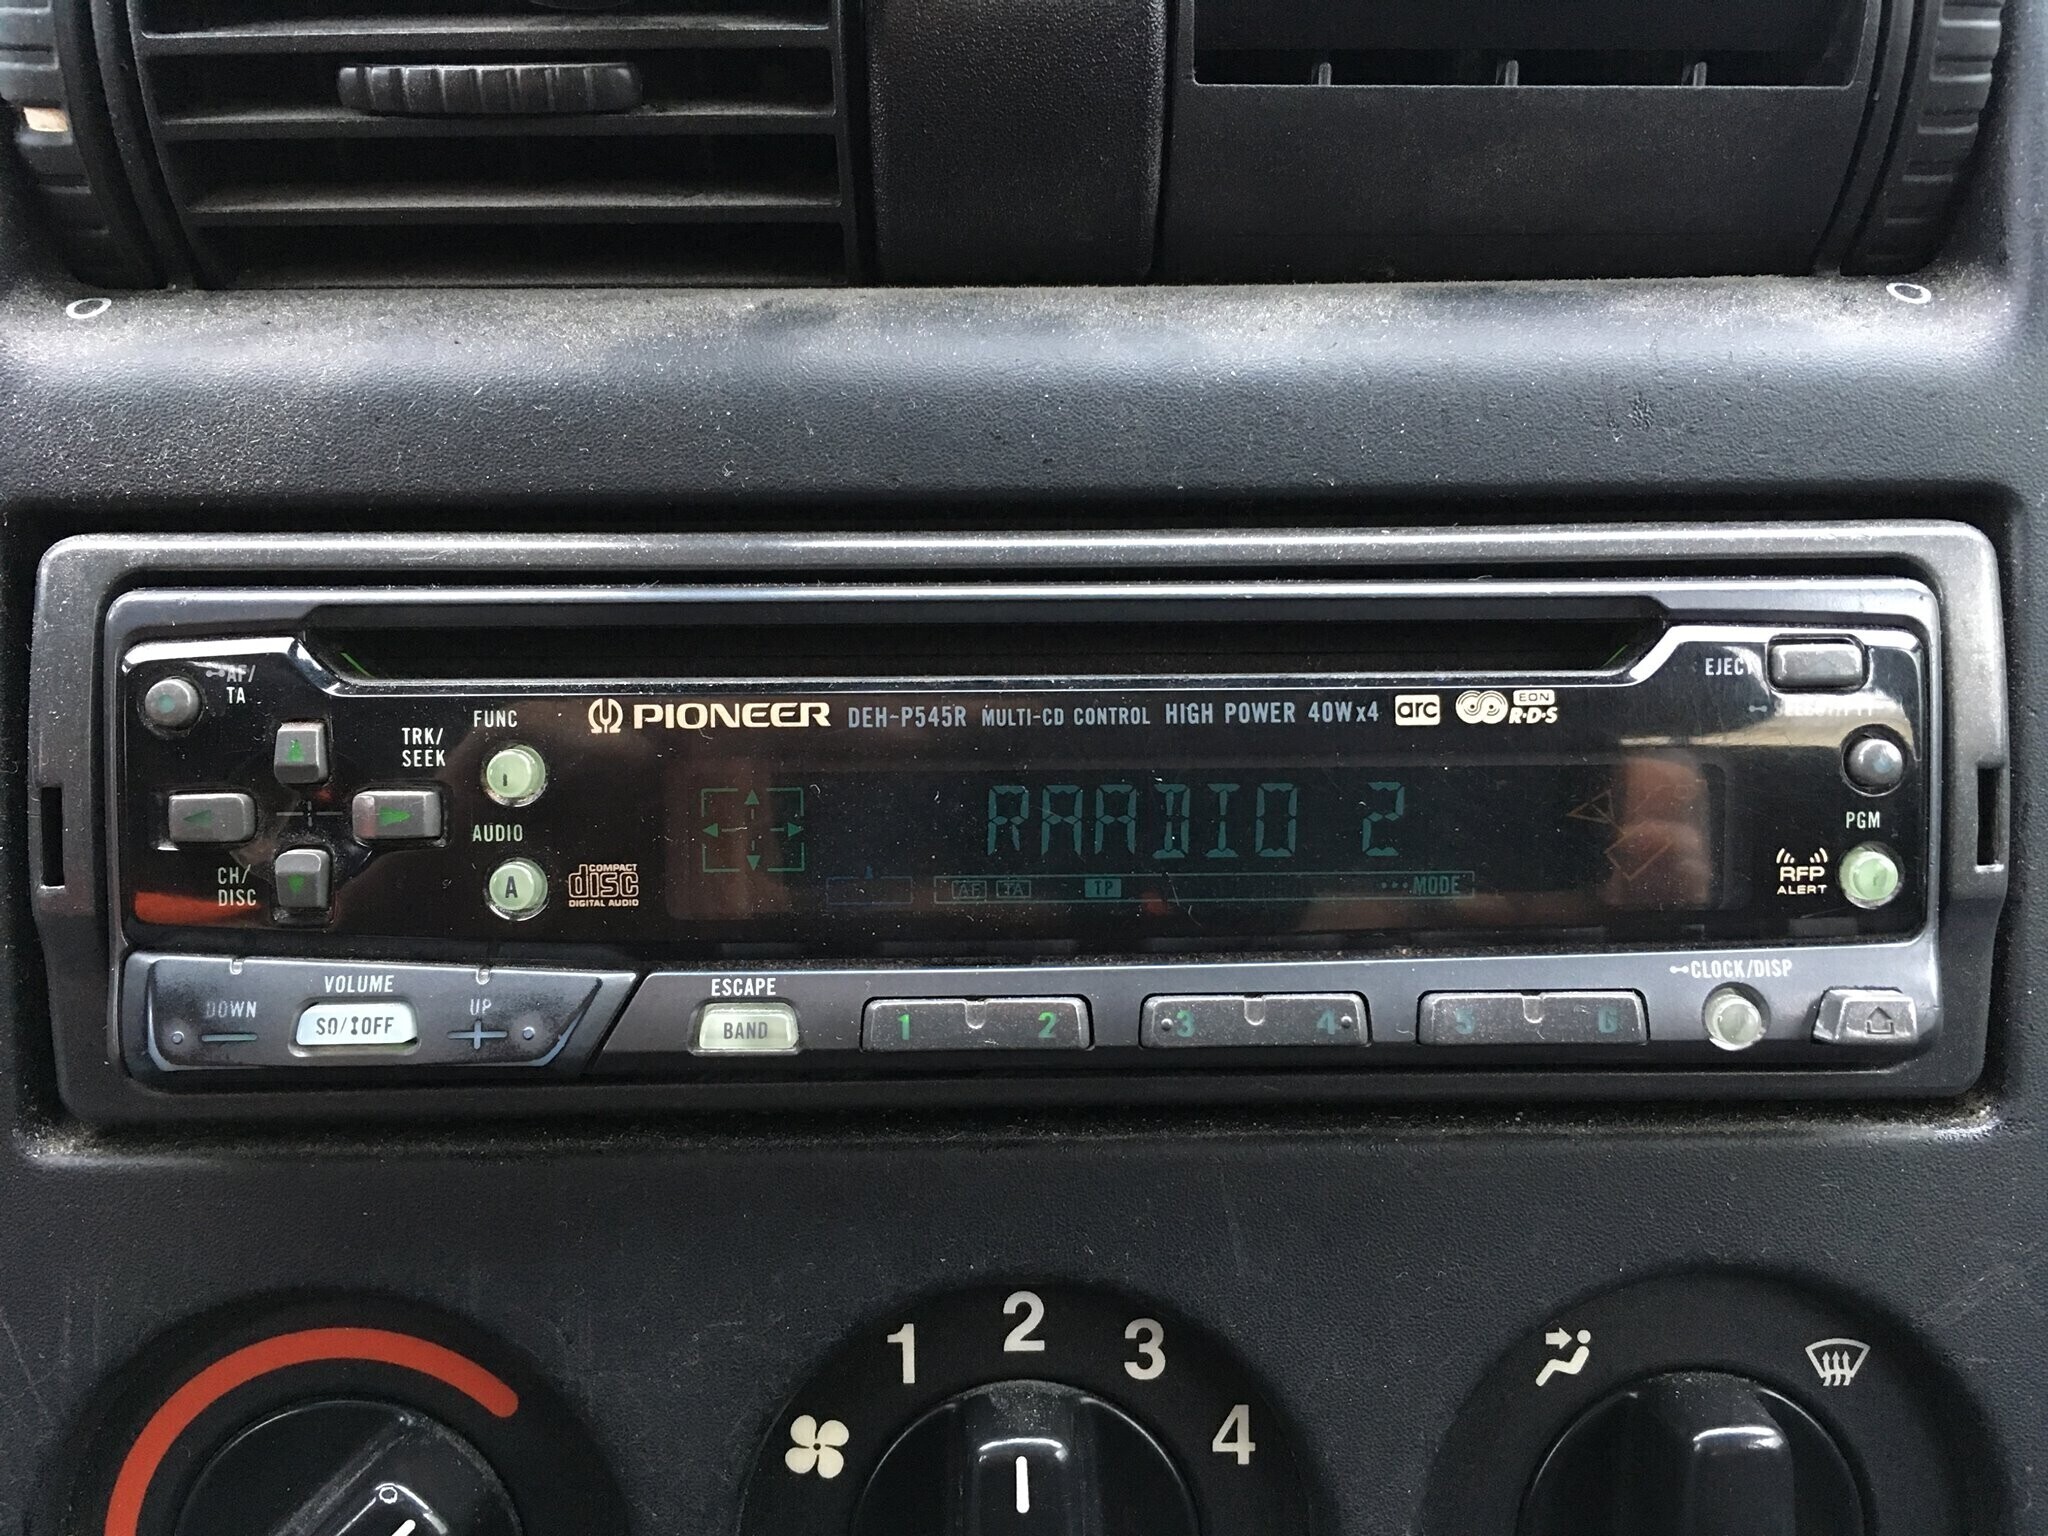 AF/
TA
TRK/
SEEK
FUNC
PIONEER DEH-P545R MULTI-CD CONTROL HIGH POWER 40Wx4 arc EON
R·D·S
EJECT
AUDIO
RAADIO 2
PGM
CH/
DISC
A
COMPACT
disc
DIGITAL AUDIO
AF TA TP ···MODE
RFP
ALERT
VOLUME
DOWN SO/OFF UP
ESCAPE
BAND
1 2 3 4 5 6
CLOCK/DISP
1 2 3 4